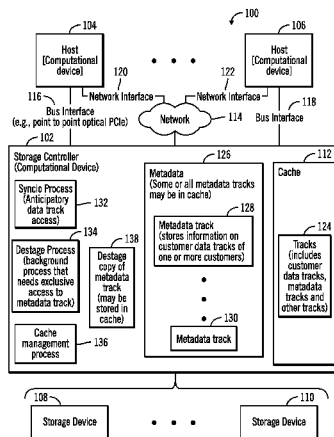 100
104
106
Host
[Computational
device]
Host
[Computational
device]
120
122
116
Network Interface
Network Interface
118
Bus Interface
(e.g., point to point optical PCIe)
Network
114
Bus Interface
102
126
112
Storage Controller
(Computational Device)
Syncio Process
(Anticipatory
data track
access)
132
134
Destage Process
(background
process that
needs exclusive
access to
metadata track)
138
Destage
copy of
metadata
track
(may be
stored in
cache)
Cache
management
process
136
Metadata
(Some or all metadata tracks
may be in cache)
128
Metadata track
(stores information on
customer data tracks of
one or more customers)
130
Metadata track
Cache
124
Tracks
(includes
customer
data tracks,
metadata
tracks and
other tracks)
108
110
Storage Device
Storage Device